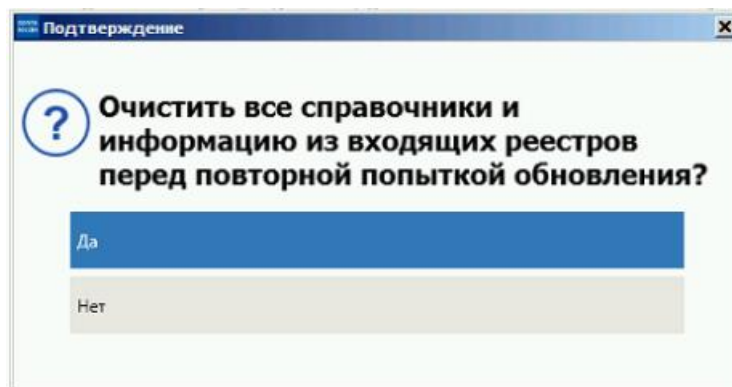 Подтверждение
Очистить все справочники и
информацию из входящих реестров
перед повторной попыткой обновления?
Да
Нет